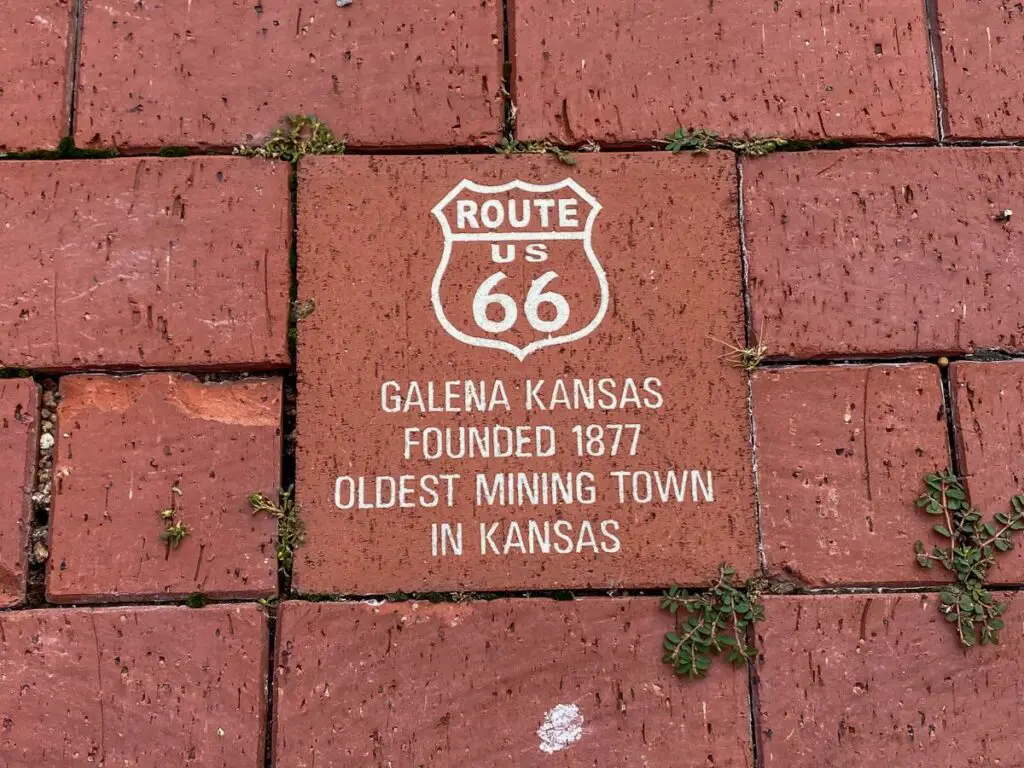 ROUTE
US
66
GALENA KANSAS
FOUNDED 1877
OLDEST MINING TOWN
IN KANSAS